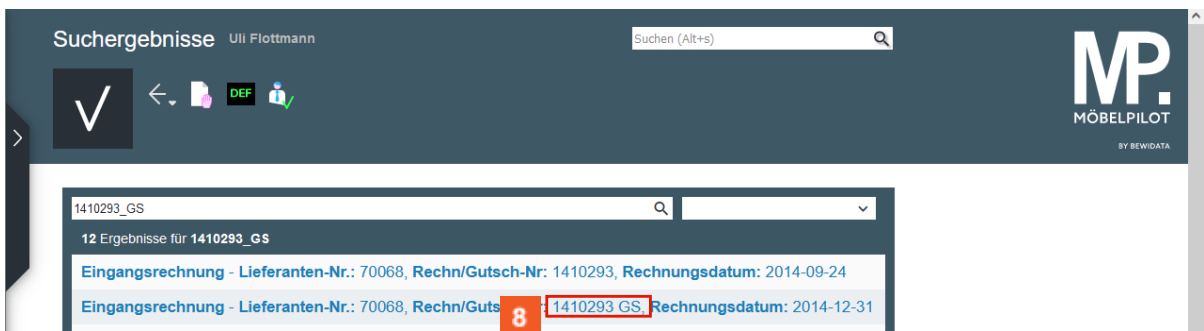 Suchergebnisse Uli Flottmann
Suchen (Alt+s)
DEF
MP.
MÖBELPILOT
BY BEWIDATA
1410293_GS
12 Ergebnisse für 1410293_GS
Eingangsrechnung - Lieferanten-Nr.: 70068, Rechn/Gutsch-Nr: 1410293, Rechnungsdatum: 2014-09-24
Eingangsrechnung - Lieferanten-Nr.: 70068, Rechn/Guts 8 : 1410293 GS, Rechnungsdatum: 2014-12-31